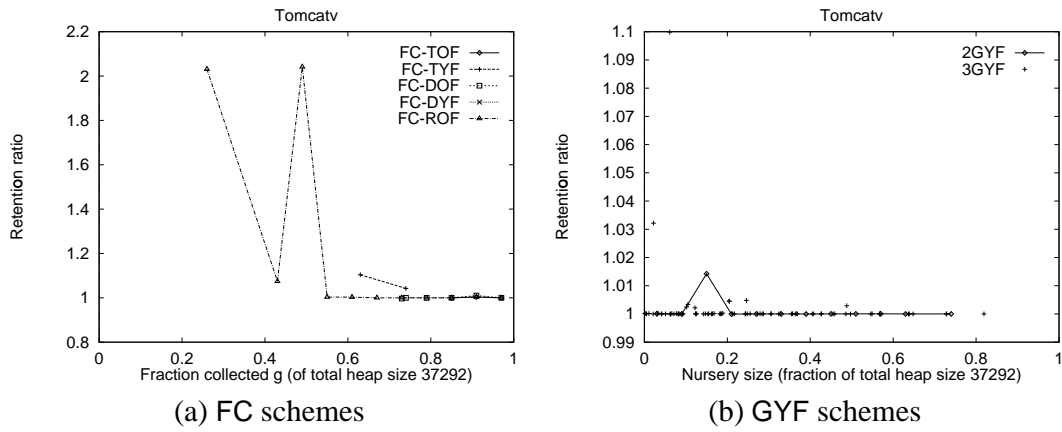 Tomcatv
2.2
2
1.8
1.6
1.4
1.2
1
0.8
Retention ratio
FC-TOF
FC-TYF
FC-DOF
FC-DYF
FC-ROF
0 0.2 0.4 0.6 0.8 1
Fraction collected g (of total heap size 37292)
(a) FC schemes
Tomcatv
1.1
1.09
1.08
1.07
1.06
1.05
1.04
1.03
1.02
1.01
1
0.99
Retention ratio
2GYF
3GYF
0 0.2 0.4 0.6 0.8 1
Nursery size (fraction of total heap size 37292)
(b) GYF schemes